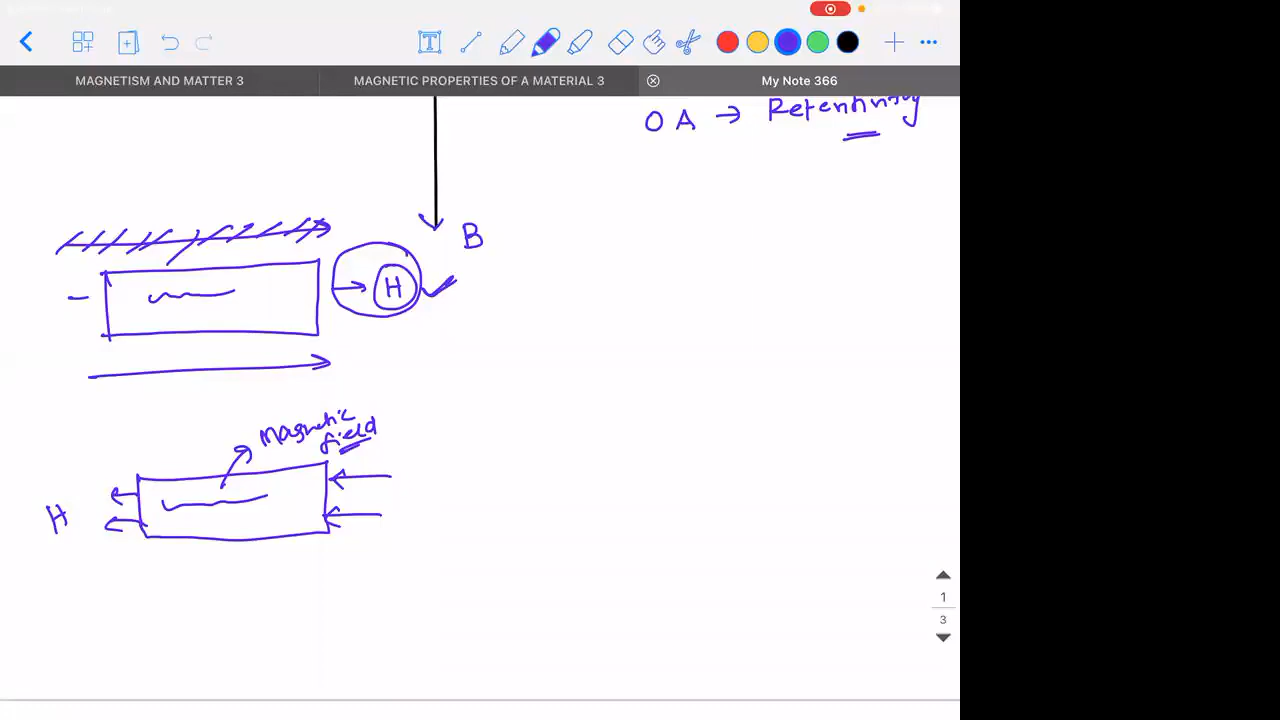 MAGNETISM AND MATTER 3
MAGNETIC PROPERTIES OF A MATERIAL 3
My Note 366
T
O A → Retentivity
B
H
Magnetic
field
H
1
3